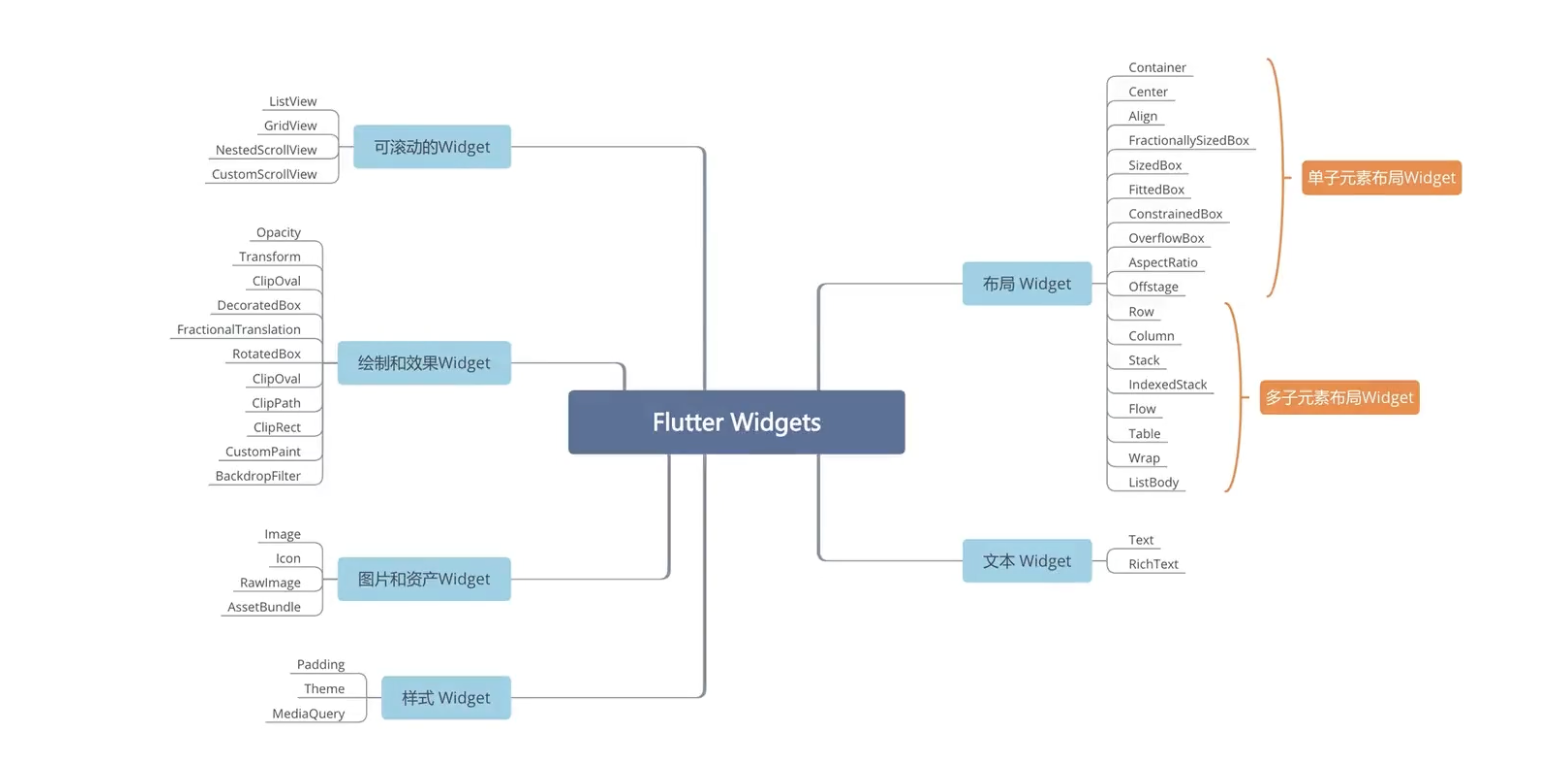 Flutter Widgets
可滚动的Widget
ListView
GridView
NestedScrollView
CustomScrollView
绘制和效果Widget
Opacity
Transform
ClipOval
DecoratedBox
FractionalTranslation
RotatedBox
ClipOval
ClipPath
ClipRect
CustomPaint
BackdropFilter
图片和资产Widget
Image
Icon
RawImage
AssetBundle
样式 Widget
Padding
Theme
MediaQuery
布局 Widget
Container
Center
Align
FractionallySizedBox
SizedBox
FittedBox
ConstrainedBox
OverflowBox
AspectRatio
Offstage
单子元素布局Widget
Row
Column
Stack
IndexedStack
Flow
Table
Wrap
ListBody
多子元素布局Widget
文本 Widget
Text
RichText